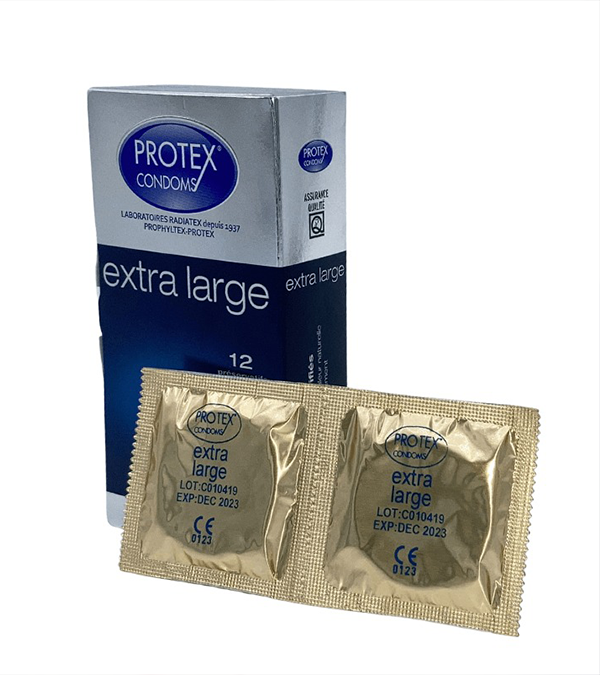 PROTEX®
CONDOMS
LABORATOIRES RADIATEX depuis 1937
PROPHYLTEX-PROTEX
extra large
12
PROTEX
CONDOMS
ASSURANCE
QUALITÉ
extra large
PROTEX®
CONDOMS
extra
large
LOT:C010419
EXP:DEC 2023
CE
0123
PROTEX®
CONDOMS
extra
large
LOT:C010419
EXP:DEC 2023
CE
0123